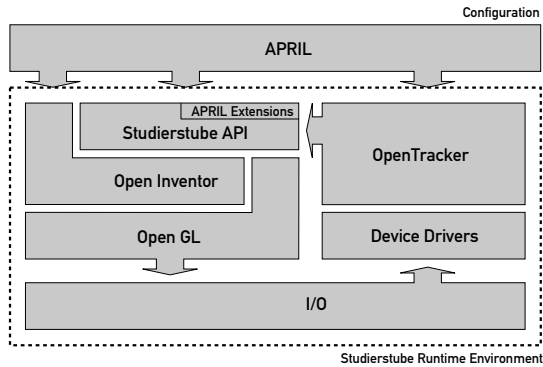 Configuration
APRIL
APRIL Extensions
Studierstube API
OpenTracker
Open Inventor
Open GL
Device Drivers
I/O
Studierstube Runtime Environment